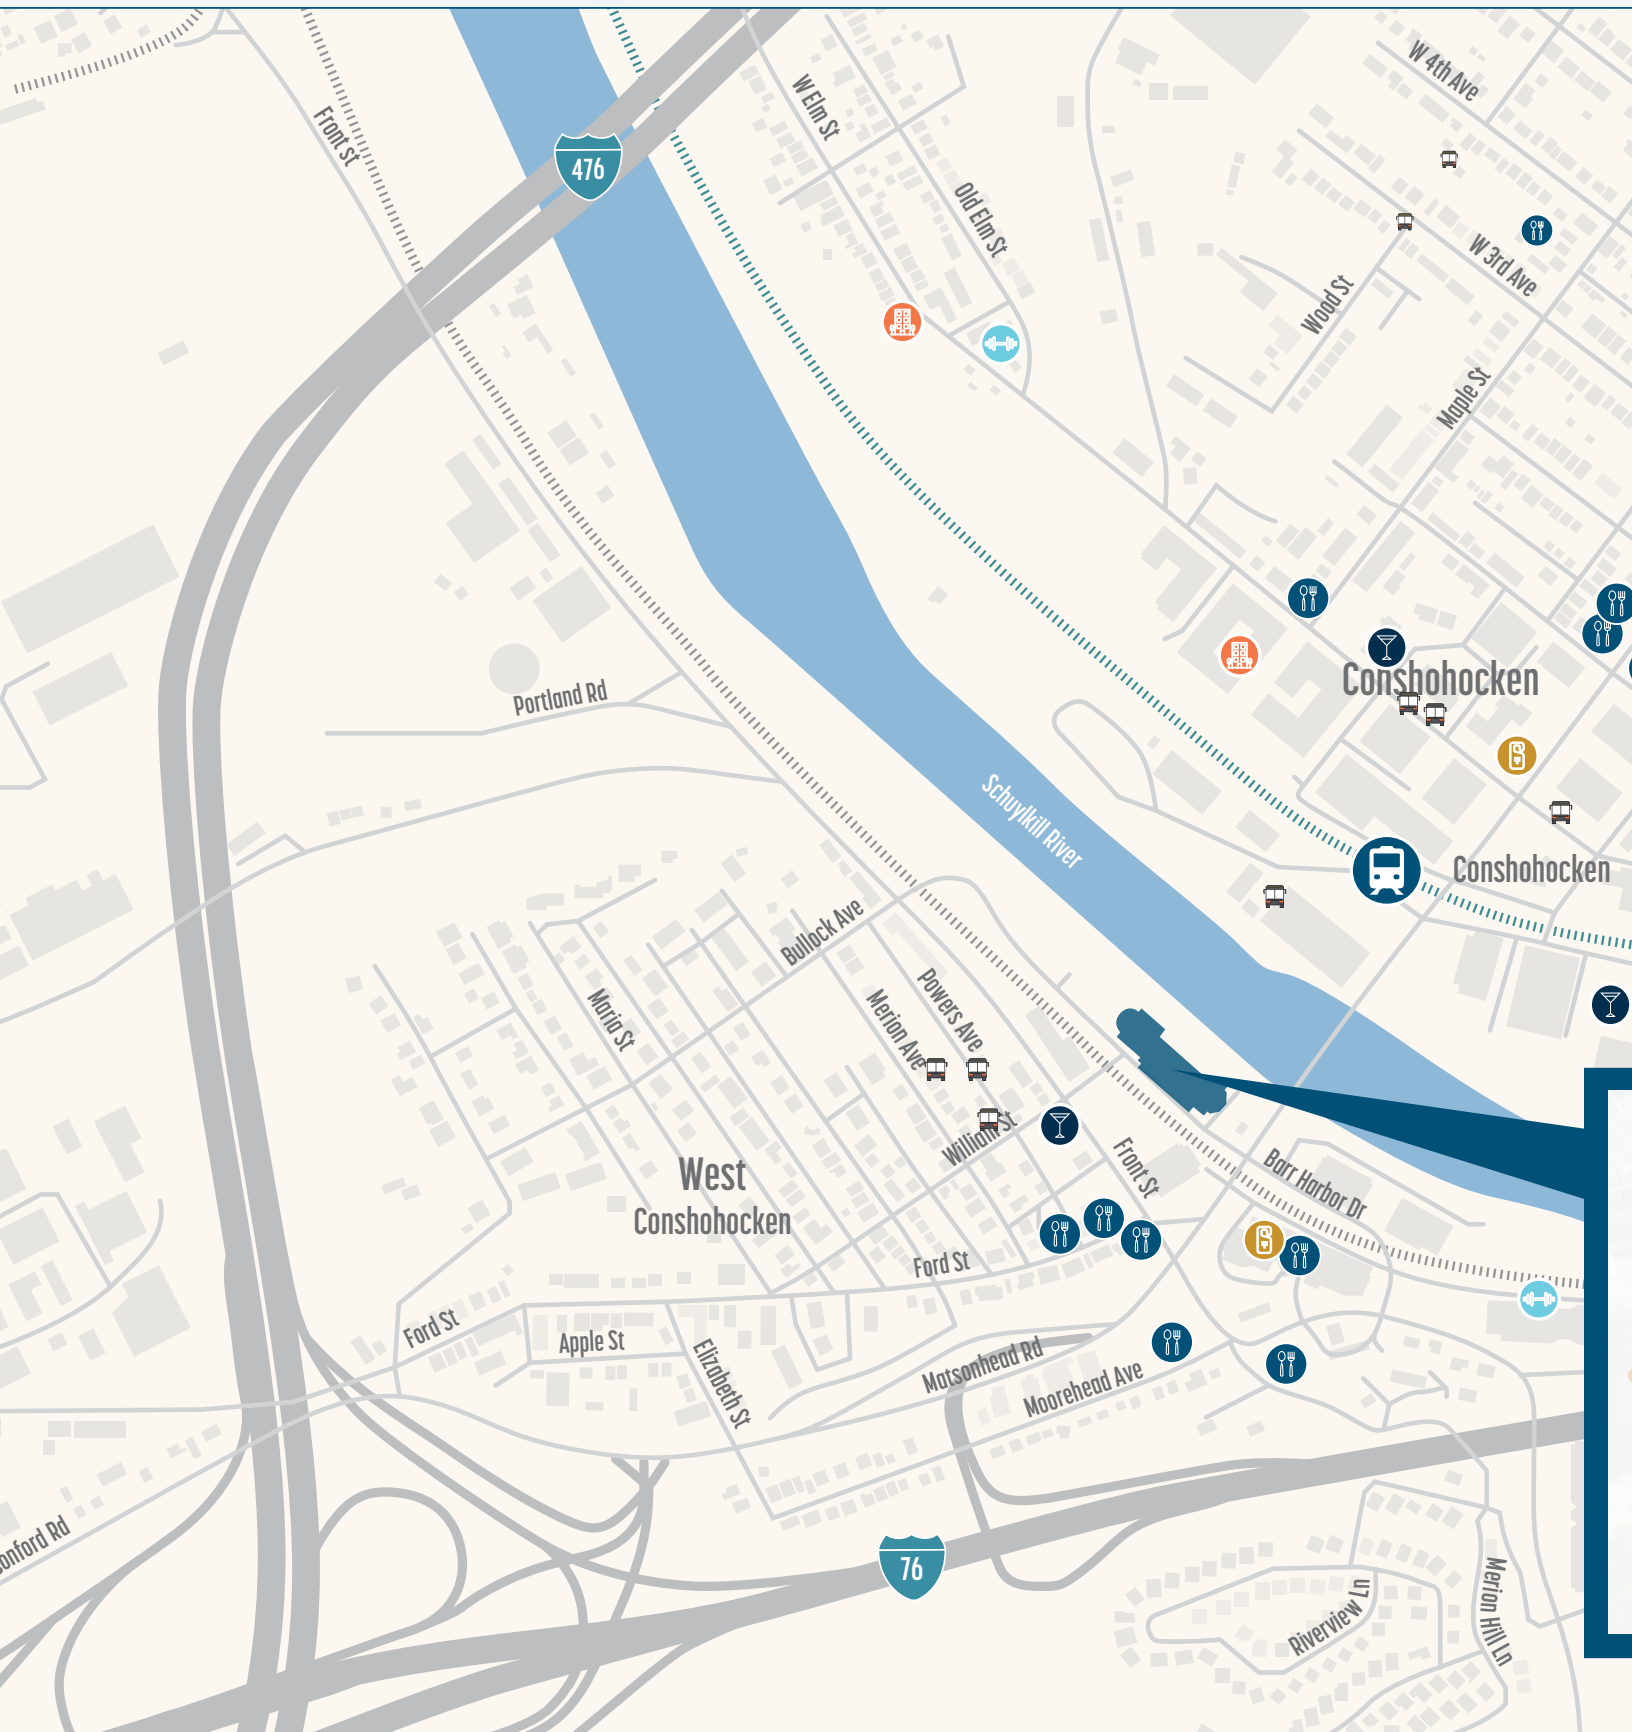 W 4th Ave
W Elm St
Front St
476
Old Elm St
W 3rd Ave
Wood St
Maple St
Conshohocken
Portland Rd
Schuylkill River
Conshohocken
Bullock Ave
Powers Ave
Merion Ave
Maria St
William St
Front St
West
Conshohocken
Barr Harbor Dr
Ford St
Ford St
Apple St
Elizabeth St
Matsonhead Rd
Moorehead Ave
onford Rd
76
Riverview Ln
Merion Hill Ln